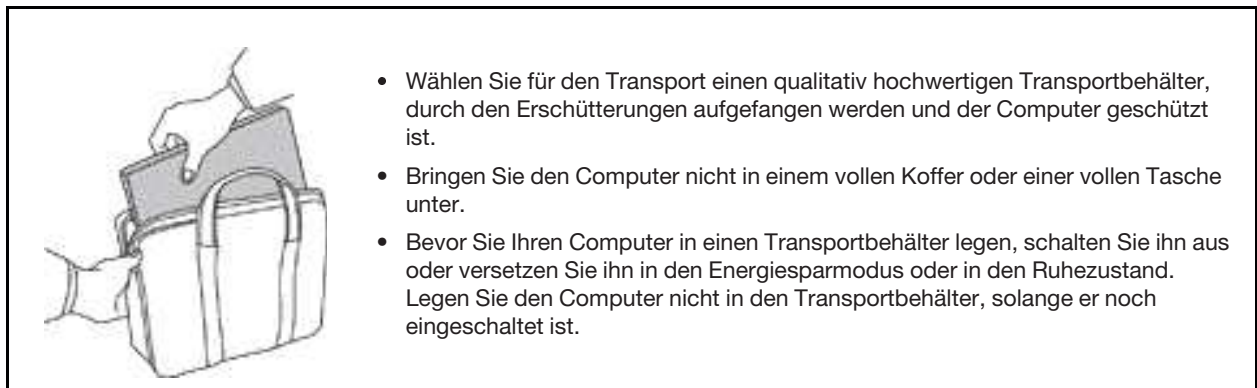 • Wählen Sie für den Transport einen qualitativ hochwertigen Transportbehälter,
durch den Erschütterungen aufgefangen werden und der Computer geschützt
ist.
• Bringen Sie den Computer nicht in einem vollen Koffer oder einer vollen Tasche
unter.
• Bevor Sie Ihren Computer in einen Transportbehälter legen, schalten Sie ihn aus
oder versetzen Sie ihn in den Energiesparmodus oder in den Ruhezustand.
Legen Sie den Computer nicht in den Transportbehälter, solange er noch
eingeschaltet ist.